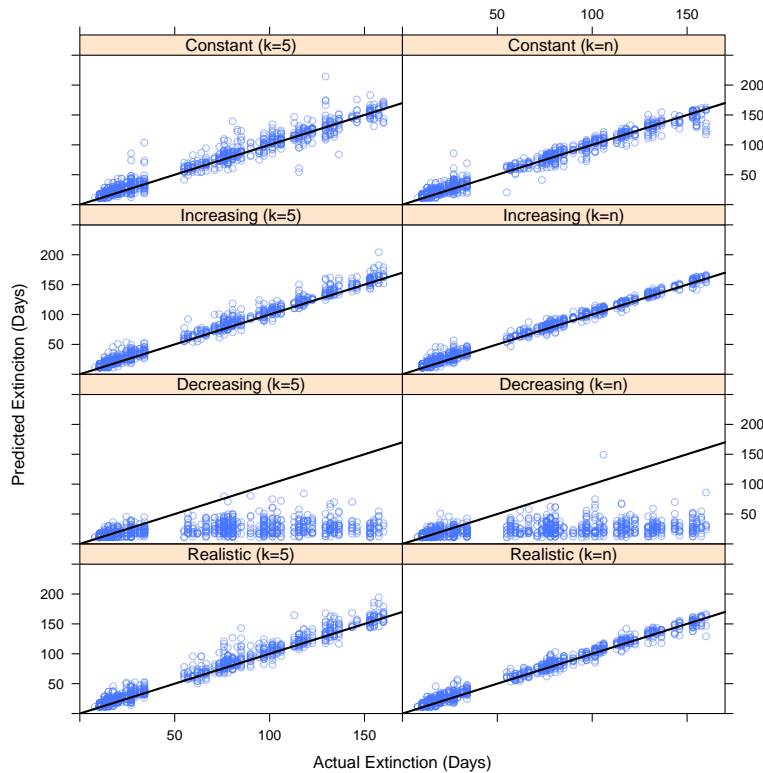 50 100 150
Constant (k=5) Constant (k=n)
200
150
100
50
Increasing (k=5) Increasing (k=n)
200
150
100
50
Decreasing (k=5) Decreasing (k=n)
200
150
100
50
Realistic (k=5) Realistic (k=n)
200
150
100
50
50 100 150
Predicted Extinciton (Days)
Actual Extinction (Days)